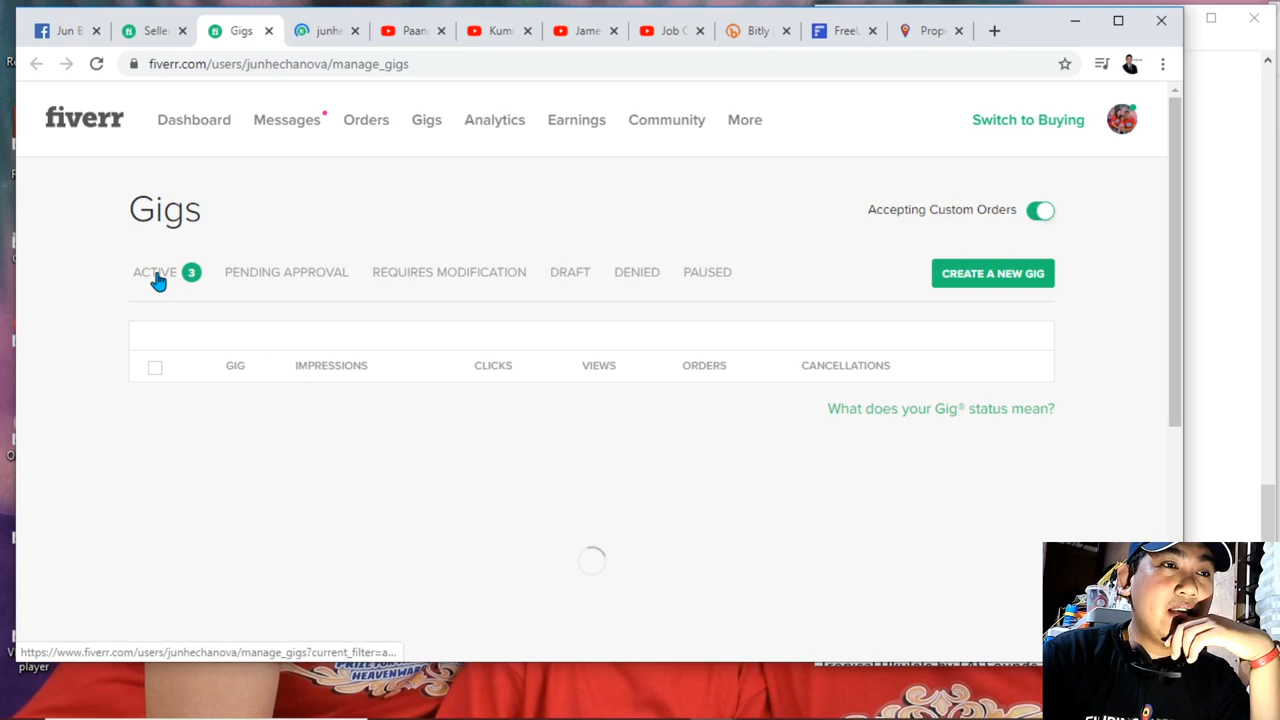 Jun B
Selle
Gigs
junhe
Paan
Kumi
Jame
Job C
Bitly
FreeU
Prope
fiverr.com/users/junhechanova/manage_gigs
fiverr
Dashboard
Messages
Orders
Gigs
Analytics
Earnings
Community
More
Switch to Buying
Gigs
Accepting Custom Orders
ACTIVE 3
PENDING APPROVAL
REQUIRES MODIFICATION
DRAFT
DENIED
PAUSED
CREATE A NEW GIG
GIG
IMPRESSIONS
CLICKS
VIEWS
ORDERS
CANCELLATIONS
What does your Gig® status mean?
https://www.fiverr.com/users/junhechanova/manage_gigs?current_filter=a...
player
HEAVENWAR